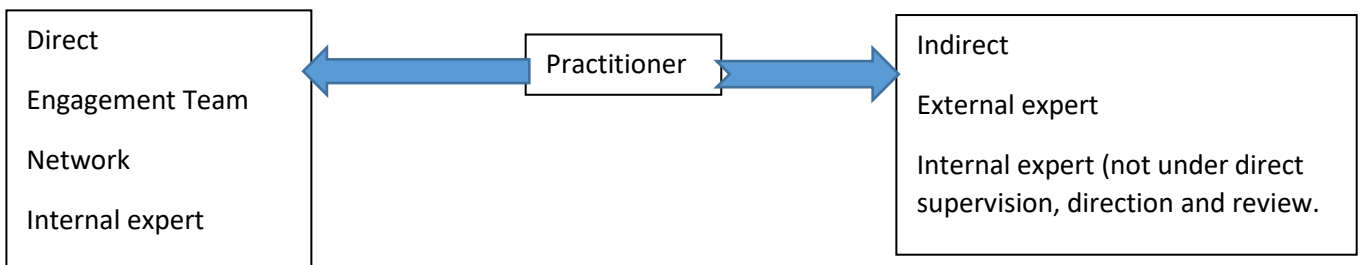 Direct
Engagement Team
Network
Internal expert
Practitioner
Indirect
External expert
Internal expert (not under direct
supervision, direction and review.